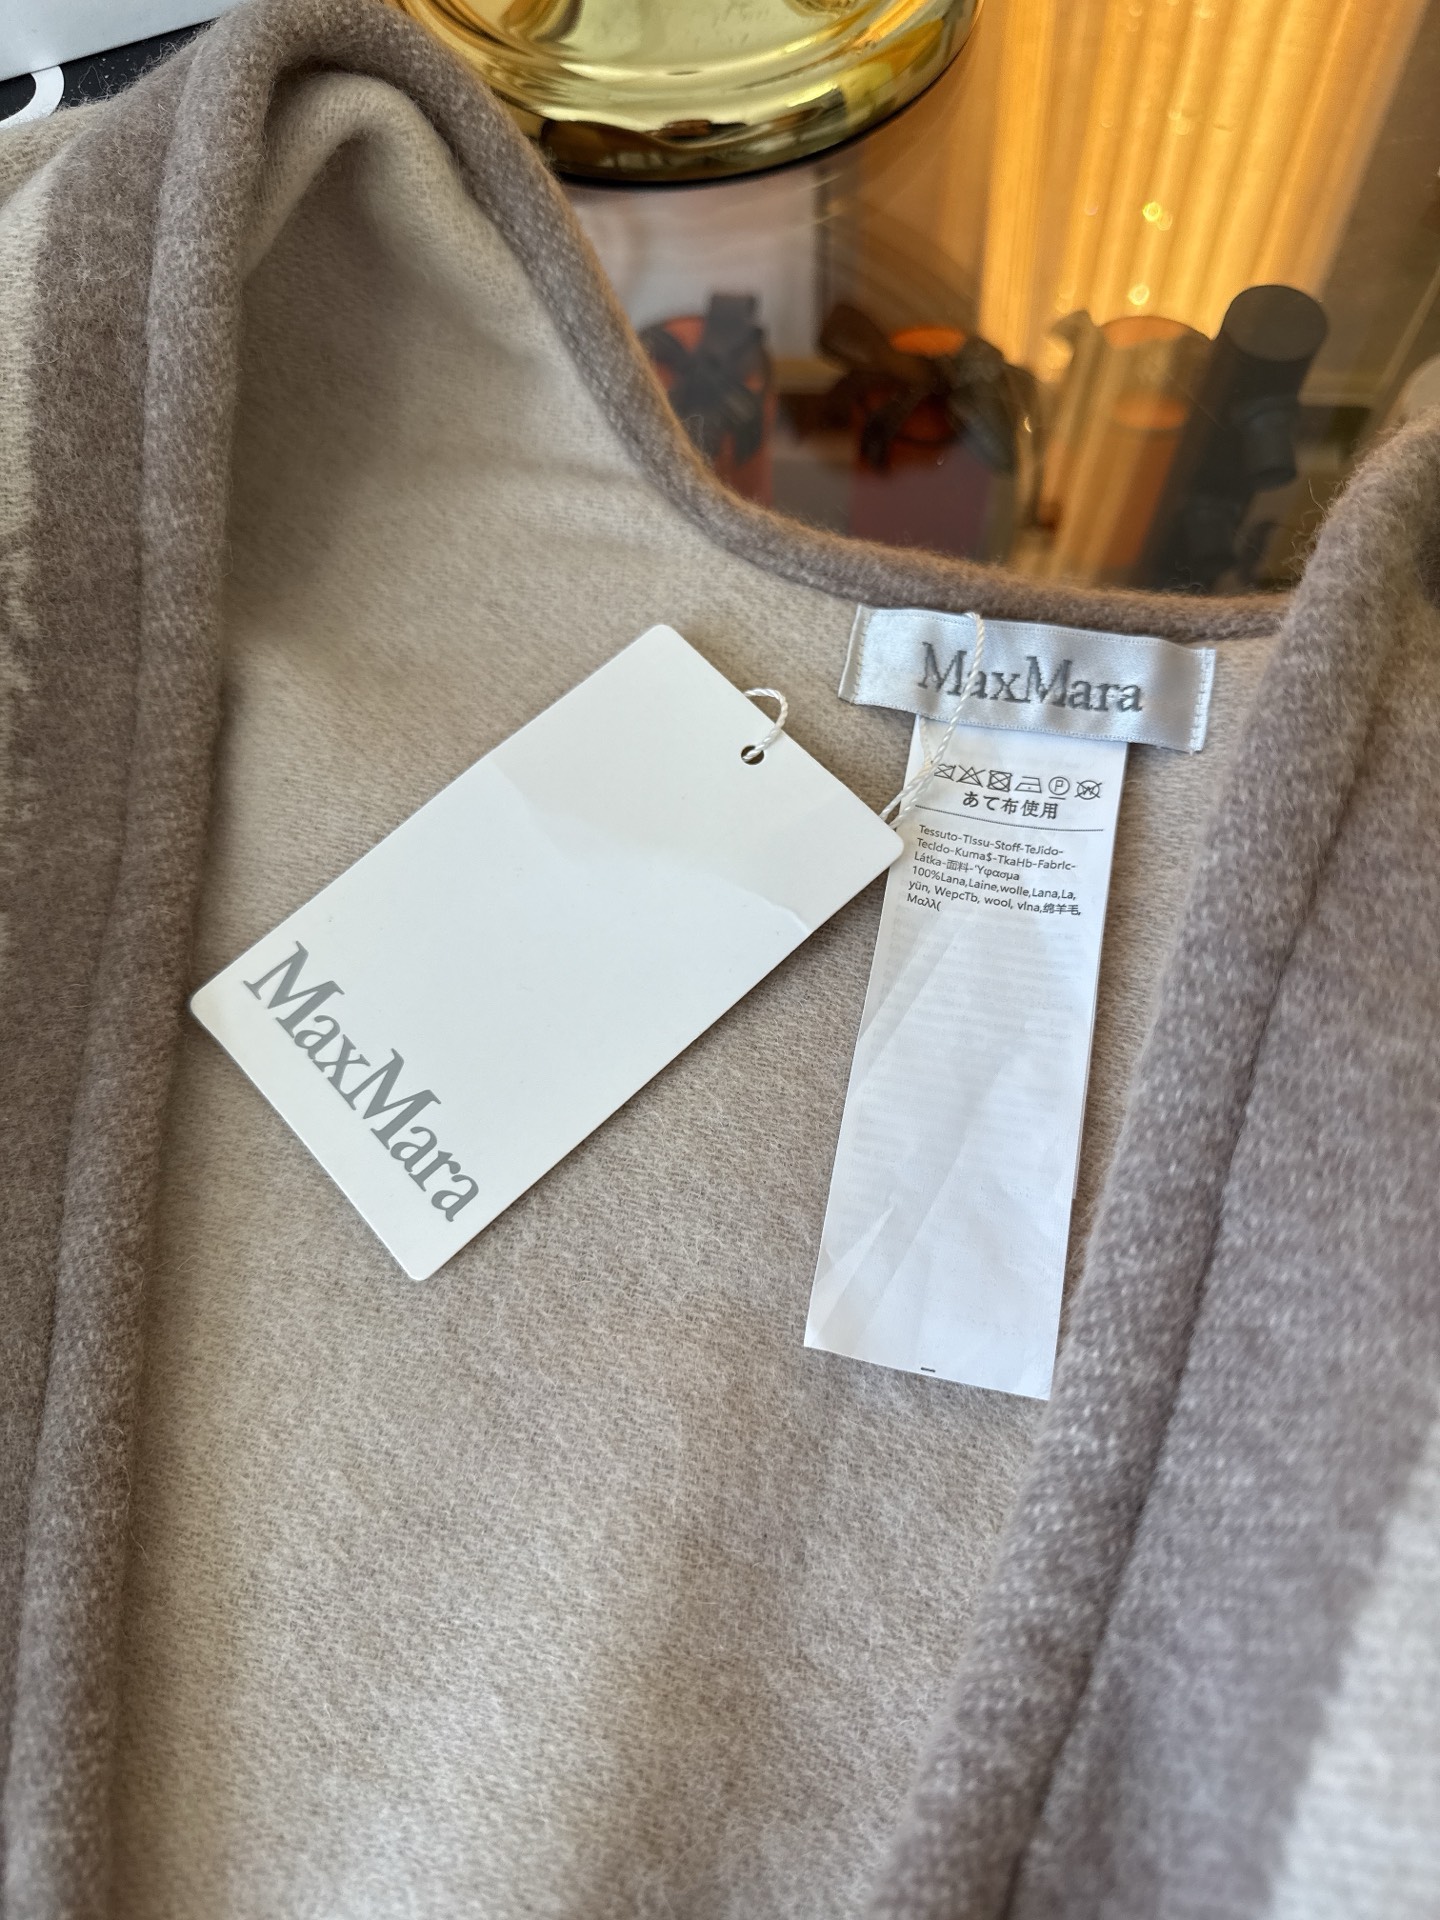 MaxMara
あて布使用
Tessuto-TIssu-Stoff-TeJido-
TecIdo-Kuma$-TkaHb-FabrIc-
Látka-面料-Ύφασμα
100%Lana,Laine,wolle,Lana,La,
yün, WepcTb, wool, vlna,绵羊毛,
Μαλλ(
MaxMara